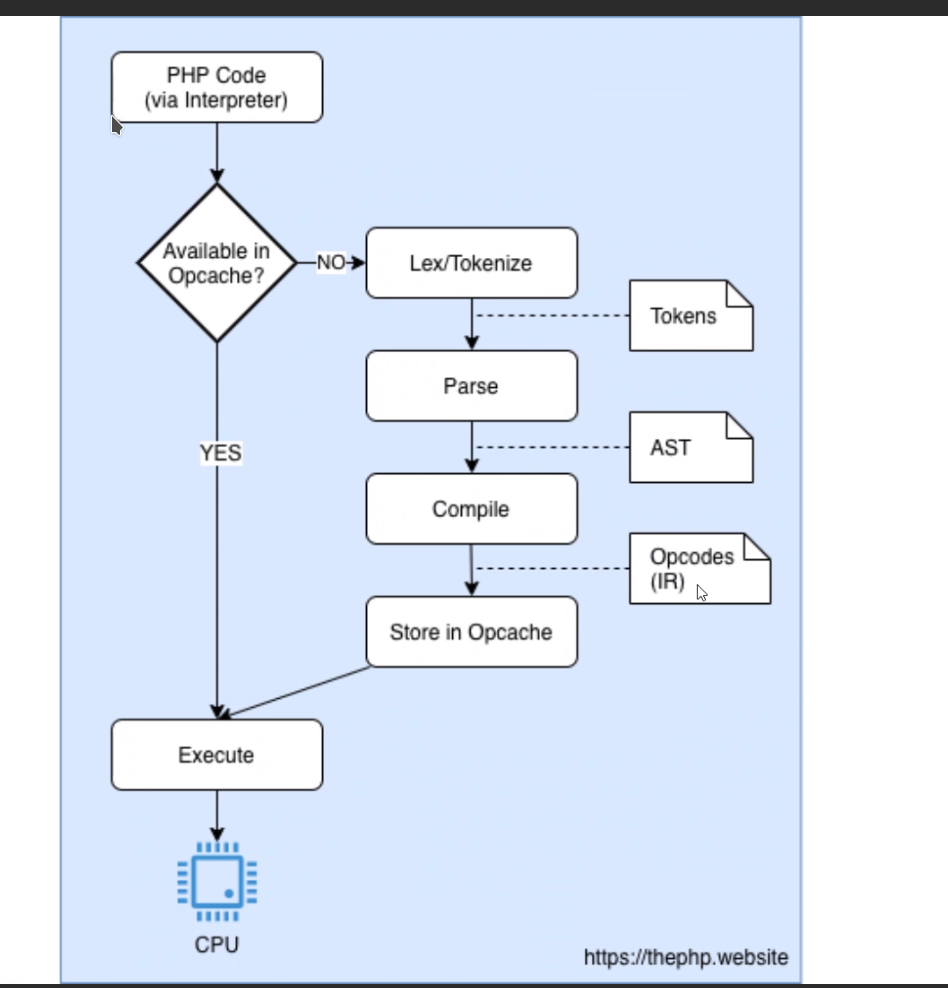 PHP Code
(via Interpreter)
Available in
Opcache?
NO
Lex/Tokenize
Tokens
Parse
AST
YES
Compile
Opcodes
(IR)
Store in Opcache
Execute
CPU
https://thephp.website